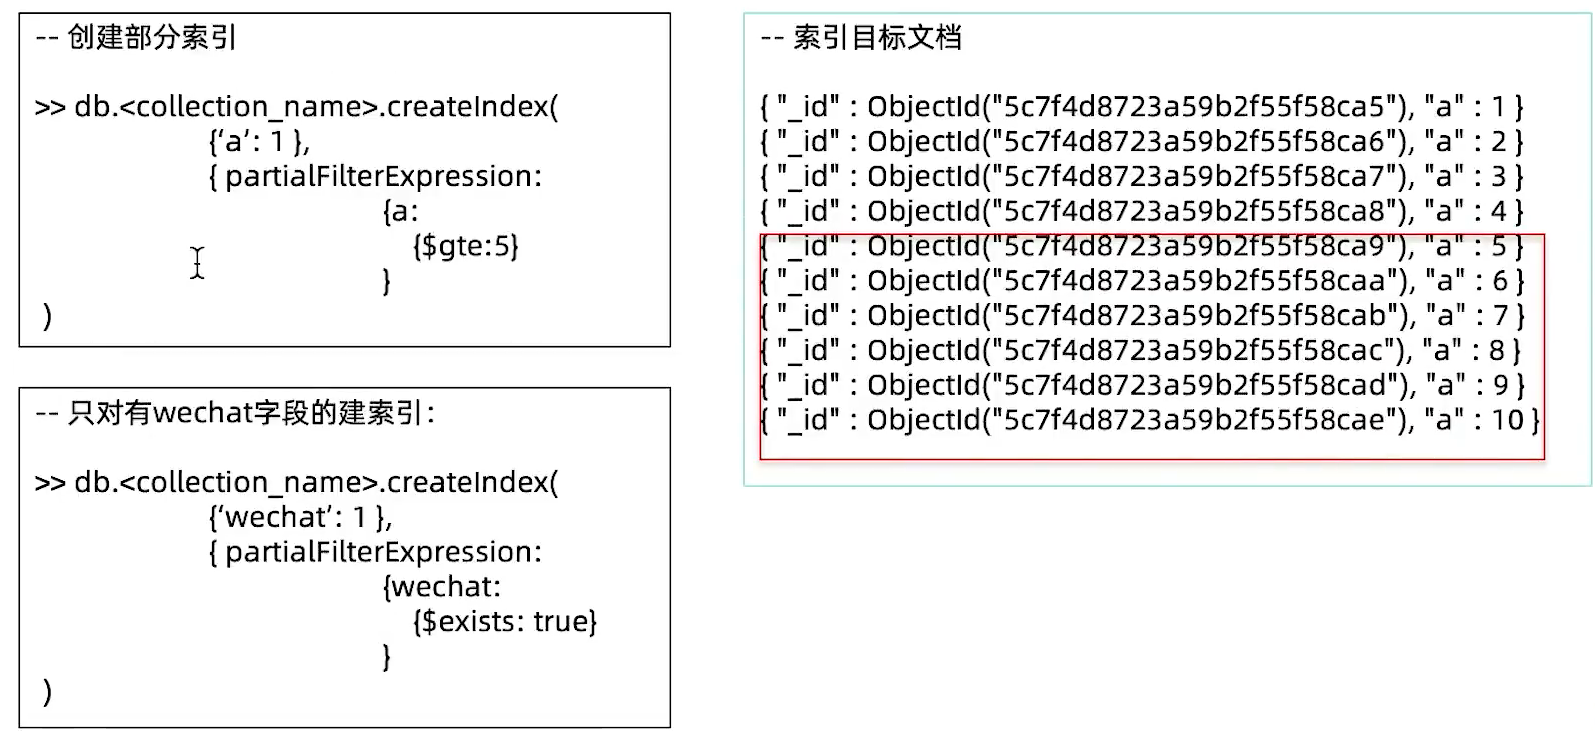 -- 创建部分索引
>> db.<collection_name>.createIndex(
{‘a’: 1 },
{ partialFilterExpression:
{a:
{$gte:5}
}
)
-- 只对有wechat字段的建索引：
>> db.<collection_name>.createIndex(
{‘wechat’: 1 },
{ partialFilterExpression:
{wechat:
{$exists: true}
}
)
-- 索引目标文档
{ "_id" : ObjectId("5c7f4d8723a59b2f55f58ca5"), "a" : 1 }
{ "_id" : ObjectId("5c7f4d8723a59b2f55f58ca6"), "a" : 2 }
{ "_id" : ObjectId("5c7f4d8723a59b2f55f58ca7"), "a" : 3 }
{ "_id" : ObjectId("5c7f4d8723a59b2f55f58ca8"), "a" : 4 }
{ "_id" : ObjectId("5c7f4d8723a59b2f55f58ca9"), "a" : 5 }
{ "_id" : ObjectId("5c7f4d8723a59b2f55f58caa"), "a" : 6 }
{ "_id" : ObjectId("5c7f4d8723a59b2f55f58cab"), "a" : 7 }
{ "_id" : ObjectId("5c7f4d8723a59b2f55f58cac"), "a" : 8 }
{ "_id" : ObjectId("5c7f4d8723a59b2f55f58cad"), "a" : 9 }
{ "_id" : ObjectId("5c7f4d8723a59b2f55f58cae"), "a" : 10 }